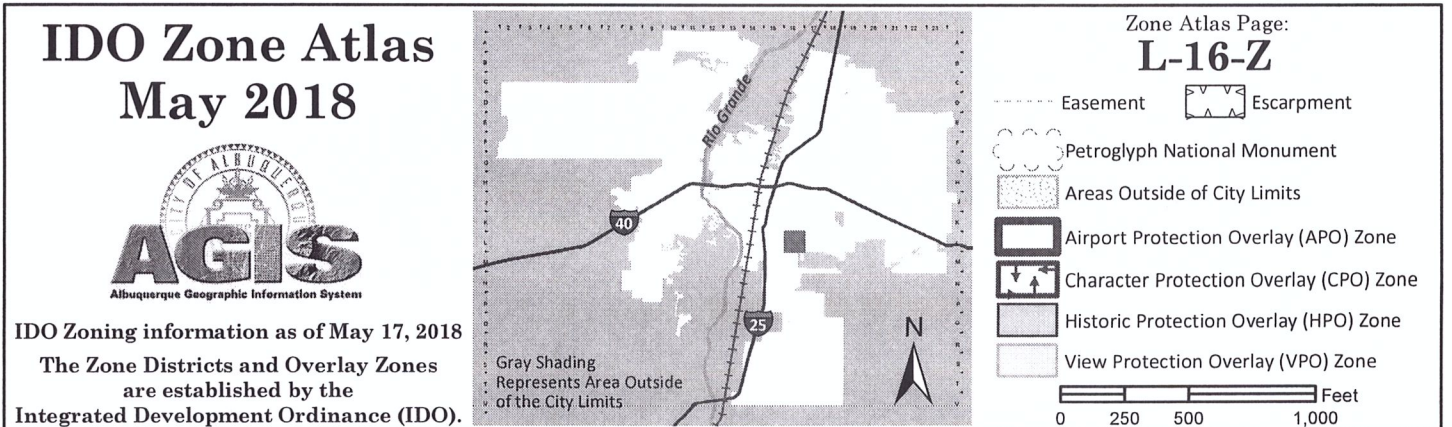 IDO Zone Atlas
May 2018
CITY OF ALBUQUERQUE
AGIS
Albuquerque Geographic Information System
IDO Zoning information as of May 17, 2018
The Zone Districts and Overlay Zones
are established by the
Integrated Development Ordinance (IDO).
Rio Grande
40
25
N
Gray Shading
Represents Area Outside
of the City Limits
Zone Atlas Page:
L-16-Z
Easement
Escarpment
Petroglyph National Monument
Areas Outside of City Limits
Airport Protection Overlay (APO) Zone
Character Protection Overlay (CPO) Zone
Historic Protection Overlay (HPO) Zone
View Protection Overlay (VPO) Zone
Feet
0 250 500 1,000